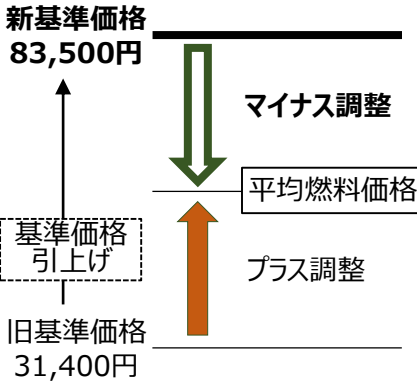 新基準価格
83,500円
マイナス調整
平均燃料価格
基準価格
引上げ
プラス調整
旧基準価格
31,400円